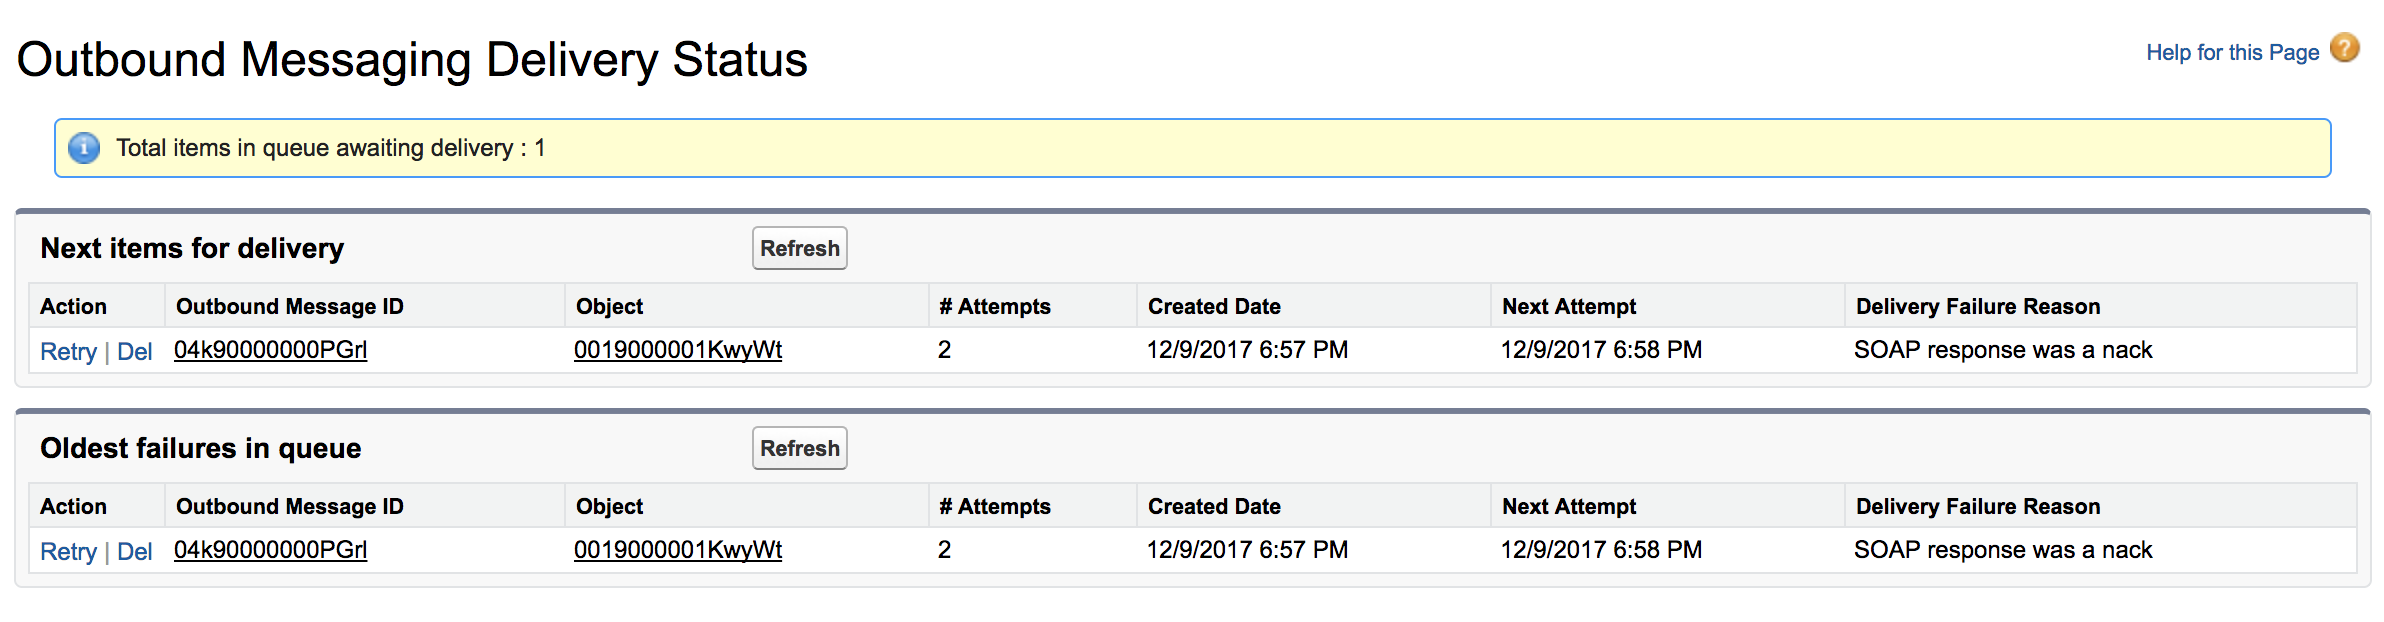 Outbound Messaging Delivery Status
Help for this Page ?
i Total items in queue awaiting delivery : 1
Next items for delivery Refresh
Action Outbound Message ID Object # Attempts Created Date Next Attempt Delivery Failure Reason
Retry | Del 04k90000000PGrI 0019000001KwyWt 2 12/9/2017 6:57 PM 12/9/2017 6:58 PM SOAP response was a nack
Oldest failures in queue Refresh
Action Outbound Message ID Object # Attempts Created Date Next Attempt Delivery Failure Reason
Retry | Del 04k90000000PGrI 0019000001KwyWt 2 12/9/2017 6:57 PM 12/9/2017 6:58 PM SOAP response was a nack